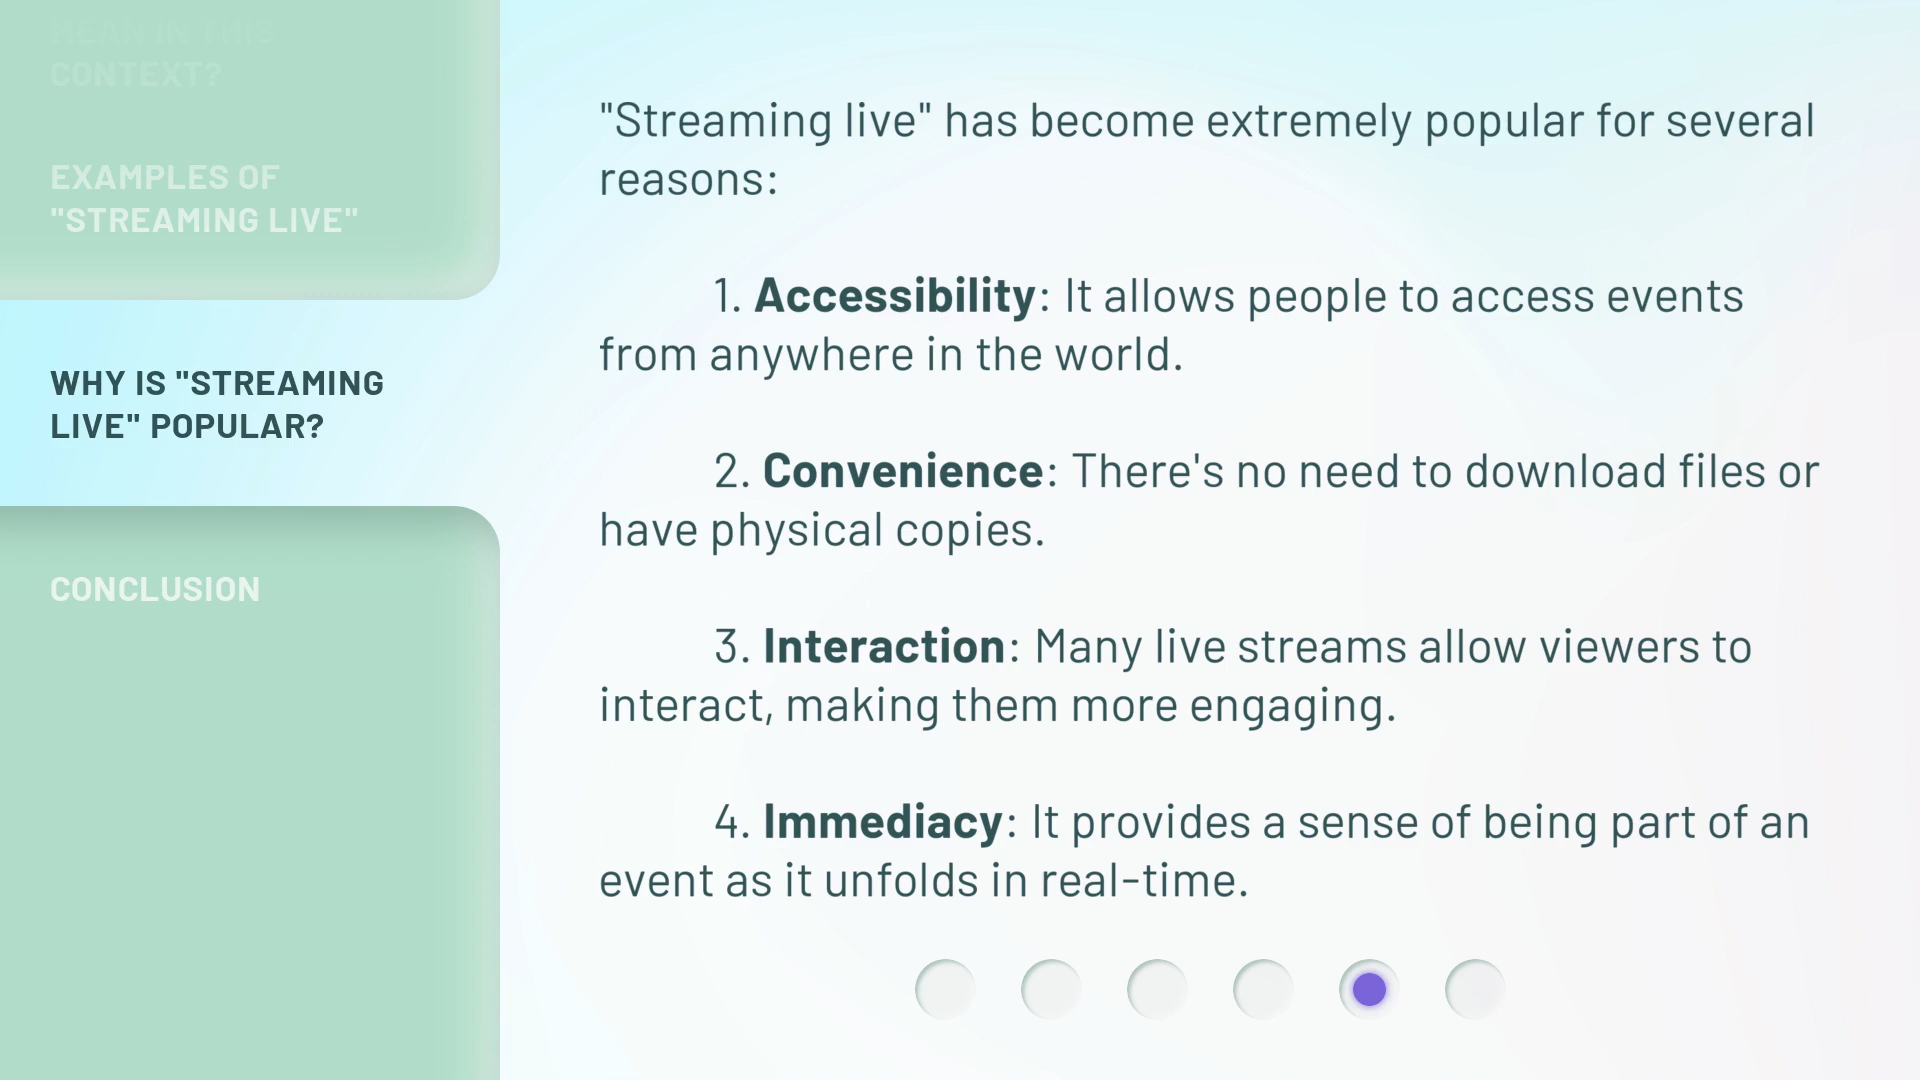 MEAN IN THIS
CONTEXT?
EXAMPLES OF
"STREAMING LIVE"
WHY IS "STREAMING
LIVE" POPULAR?
CONCLUSION
"Streaming live" has become extremely popular for several
reasons:
1. Accessibility: It allows people to access events
from anywhere in the world.
2. Convenience: There's no need to download files or
have physical copies.
3. Interaction: Many live streams allow viewers to
interact, making them more engaging.
4. Immediacy: It provides a sense of being part of an
event as it unfolds in real-time.